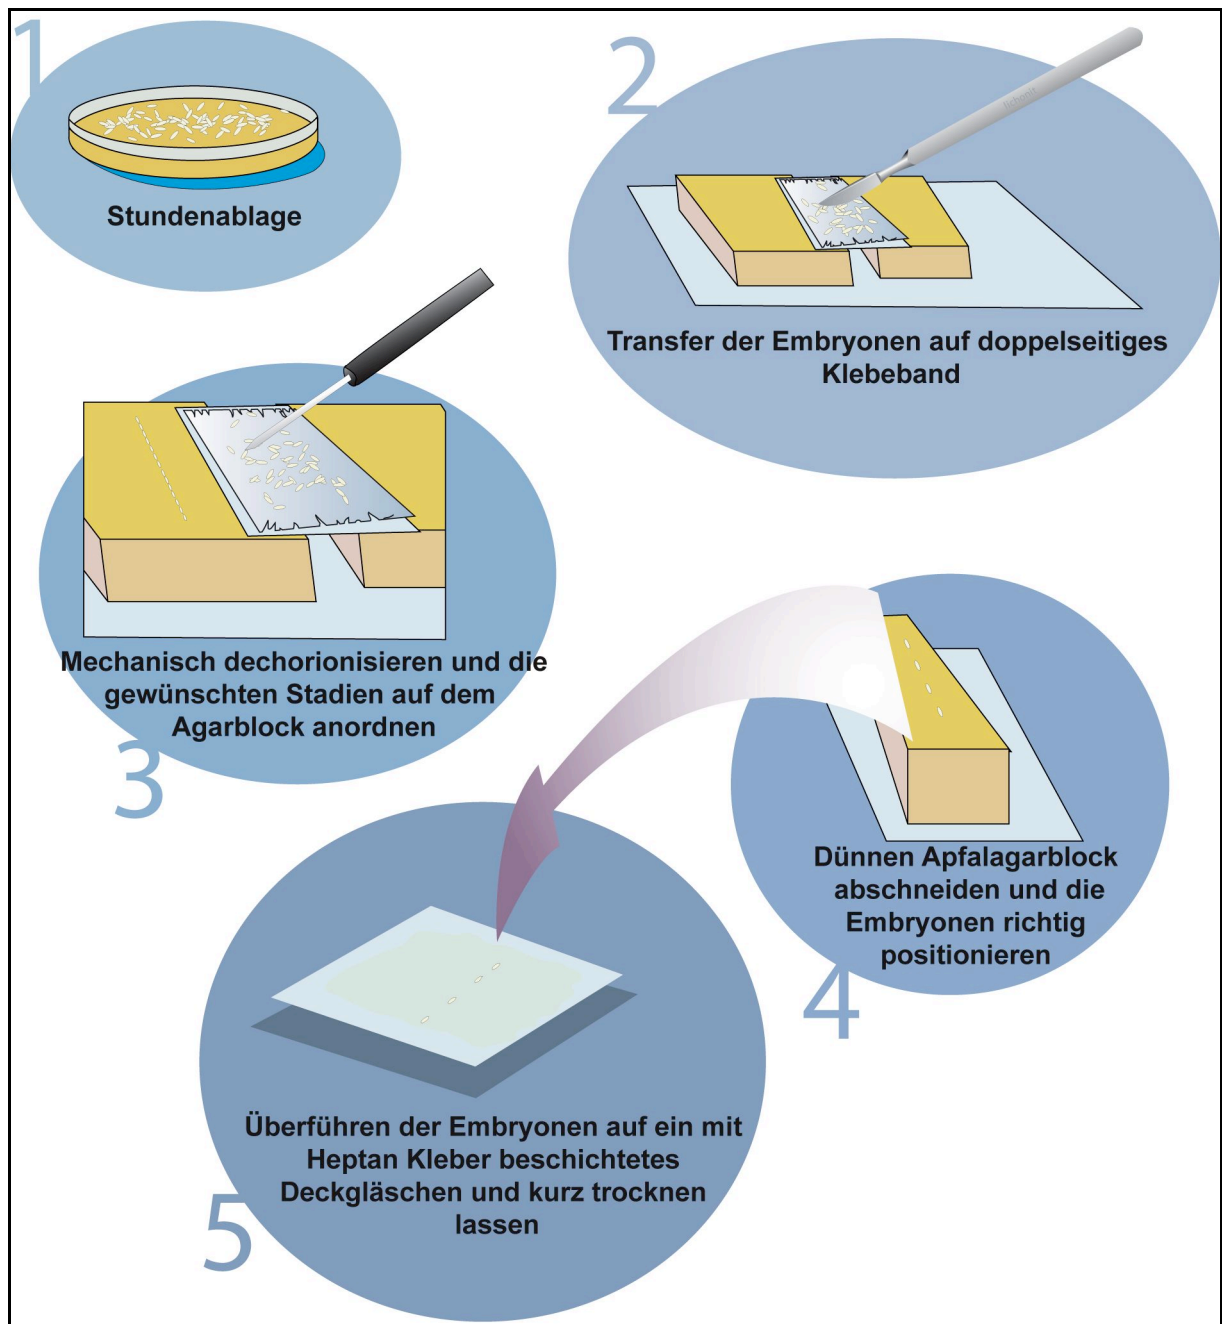 1
Stundenablage
2
Transfer der Embryonen auf doppelseitiges
Klebeband
Mechanisch dechorionisieren und die
gewünschten Stadien auf dem
Agarblock anordnen
3
Dünnen Apfalagarblock
abschneiden und die
Embryonen richtig
positionieren
4
Überführen der Embryonen auf ein mit
Heptan Kleber beschichtetes
Deckgläschen und kurz trocknen
lassen
5